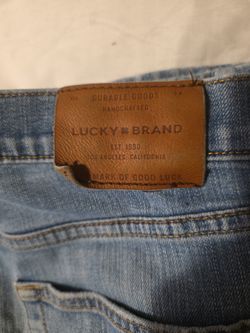 DURABLE GOODS
HANDCRAFTED
LUCKY BRAND
EST. 1990
LOS ANGELES, CALIFORNIA
MARK OF GOOD LUCK